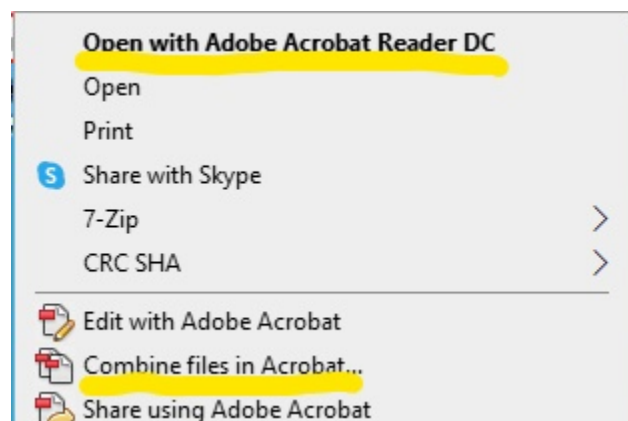 Open with Adobe Acrobat Reader DC
Open
Print
Share with Skype
7-Zip
CRC SHA
Edit with Adobe Acrobat
Combine files in Acrobat...
Share using Adobe Acrobat